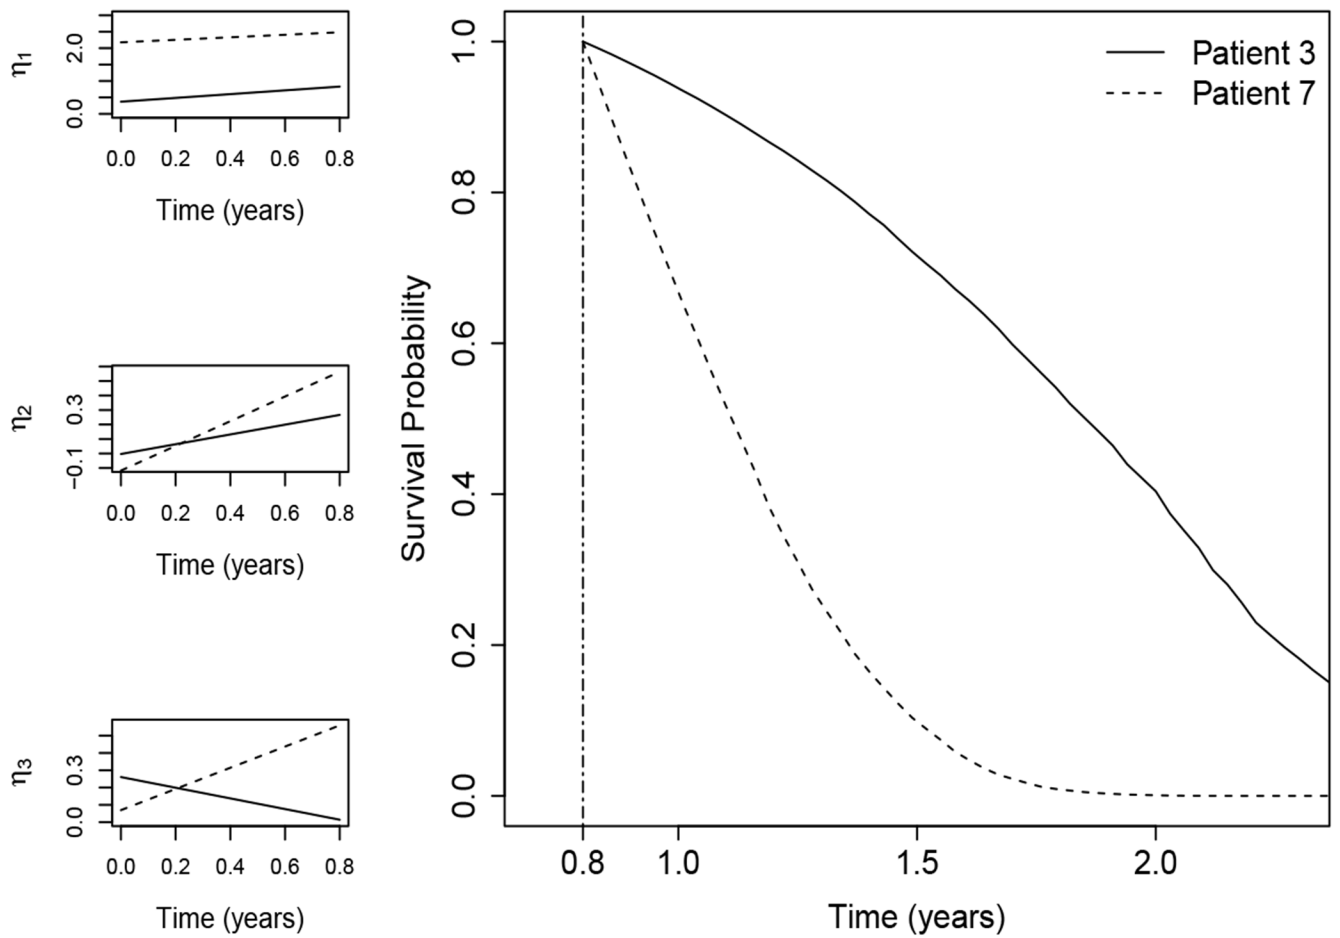 η1
2.0
0.0
0.0 0.2 0.4 0.6 0.8
Time (years)
η2
0.3
−0.1
0.0 0.2 0.4 0.6 0.8
Time (years)
η3
0.3
0.0
0.0 0.2 0.4 0.6 0.8
Time (years)
Survival Probability
1.0
0.8
0.6
0.4
0.2
0.0
0.8 1.0 1.5 2.0
Time (years)
Patient 3
Patient 7